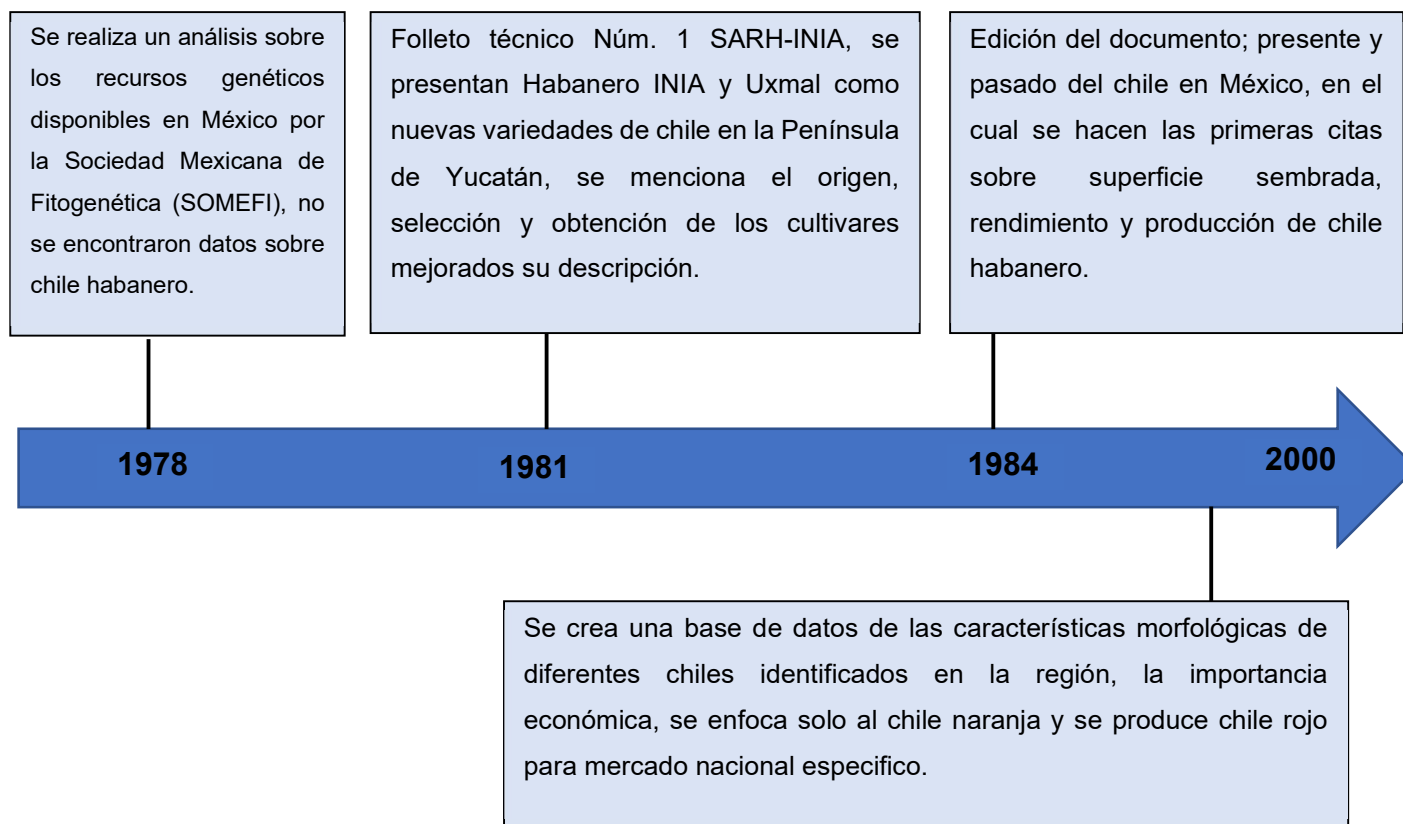 Se realiza un análisis sobre
los recursos genéticos
disponibles en México por
la Sociedad Mexicana de
Fitogenética (SOMEFI), no
se encontraron datos sobre
chile habanero.
Folleto técnico Núm. 1 SARH-INIA, se
presentan Habanero INIA y Uxmal como
nuevas variedades de chile en la Península
de Yucatán, se menciona el origen,
selección y obtención de los cultivares
mejorados su descripción.
Edición del documento; presente y
pasado del chile en México, en el
cual se hacen las primeras citas
sobre superficie sembrada,
rendimiento y producción de chile
habanero.
1978
1981
1984
2000
Se crea una base de datos de las características morfológicas de
diferentes chiles identificados en la región, la importancia
económica, se enfoca solo al chile naranja y se produce chile rojo
para mercado nacional especifico.